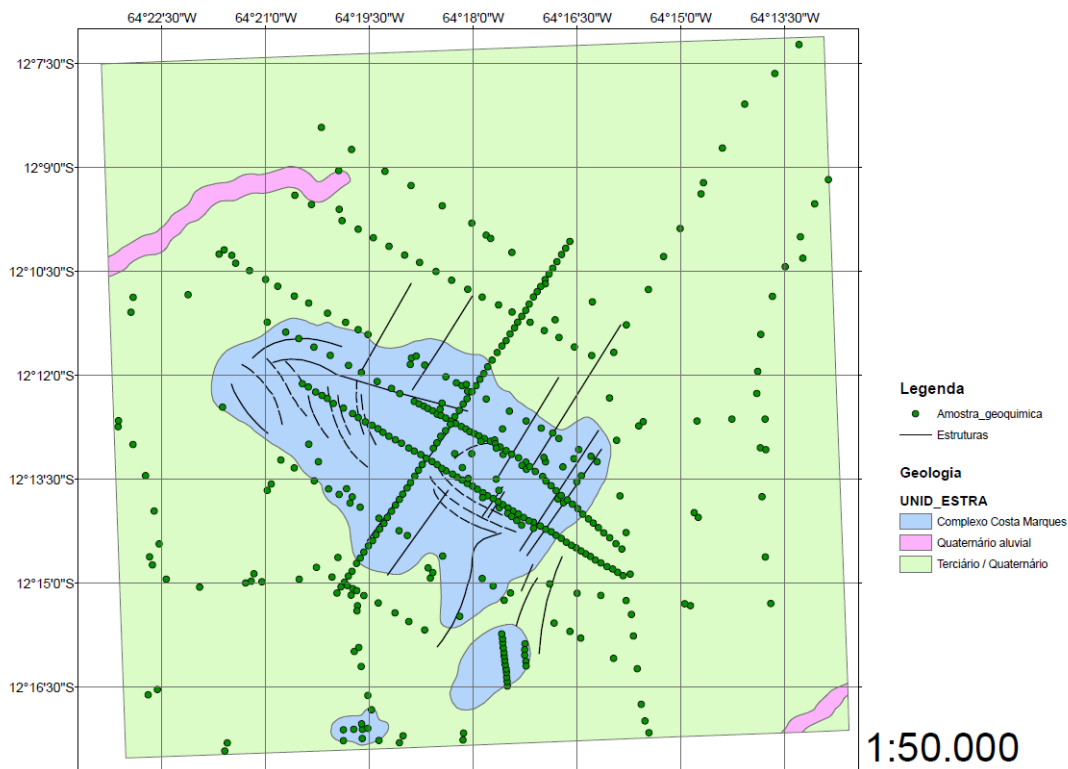 64°22'30"W 64°21'0"W 64°19'30"W 64°18'0"W 64°16'30"W 64°15'0"W 64°13'30"W
12°7'30"S
12°9'0"S
12°10'30"S
12°12'0"S
12°13'30"S
12°15'0"S
12°16'30"S
Legenda
Amostra_geoquimica
Estruturas
Geologia
UNID_ESTRA
Complexo Costa Marques
Quaternário aluvial
Terciário / Quaternário
1:50.000